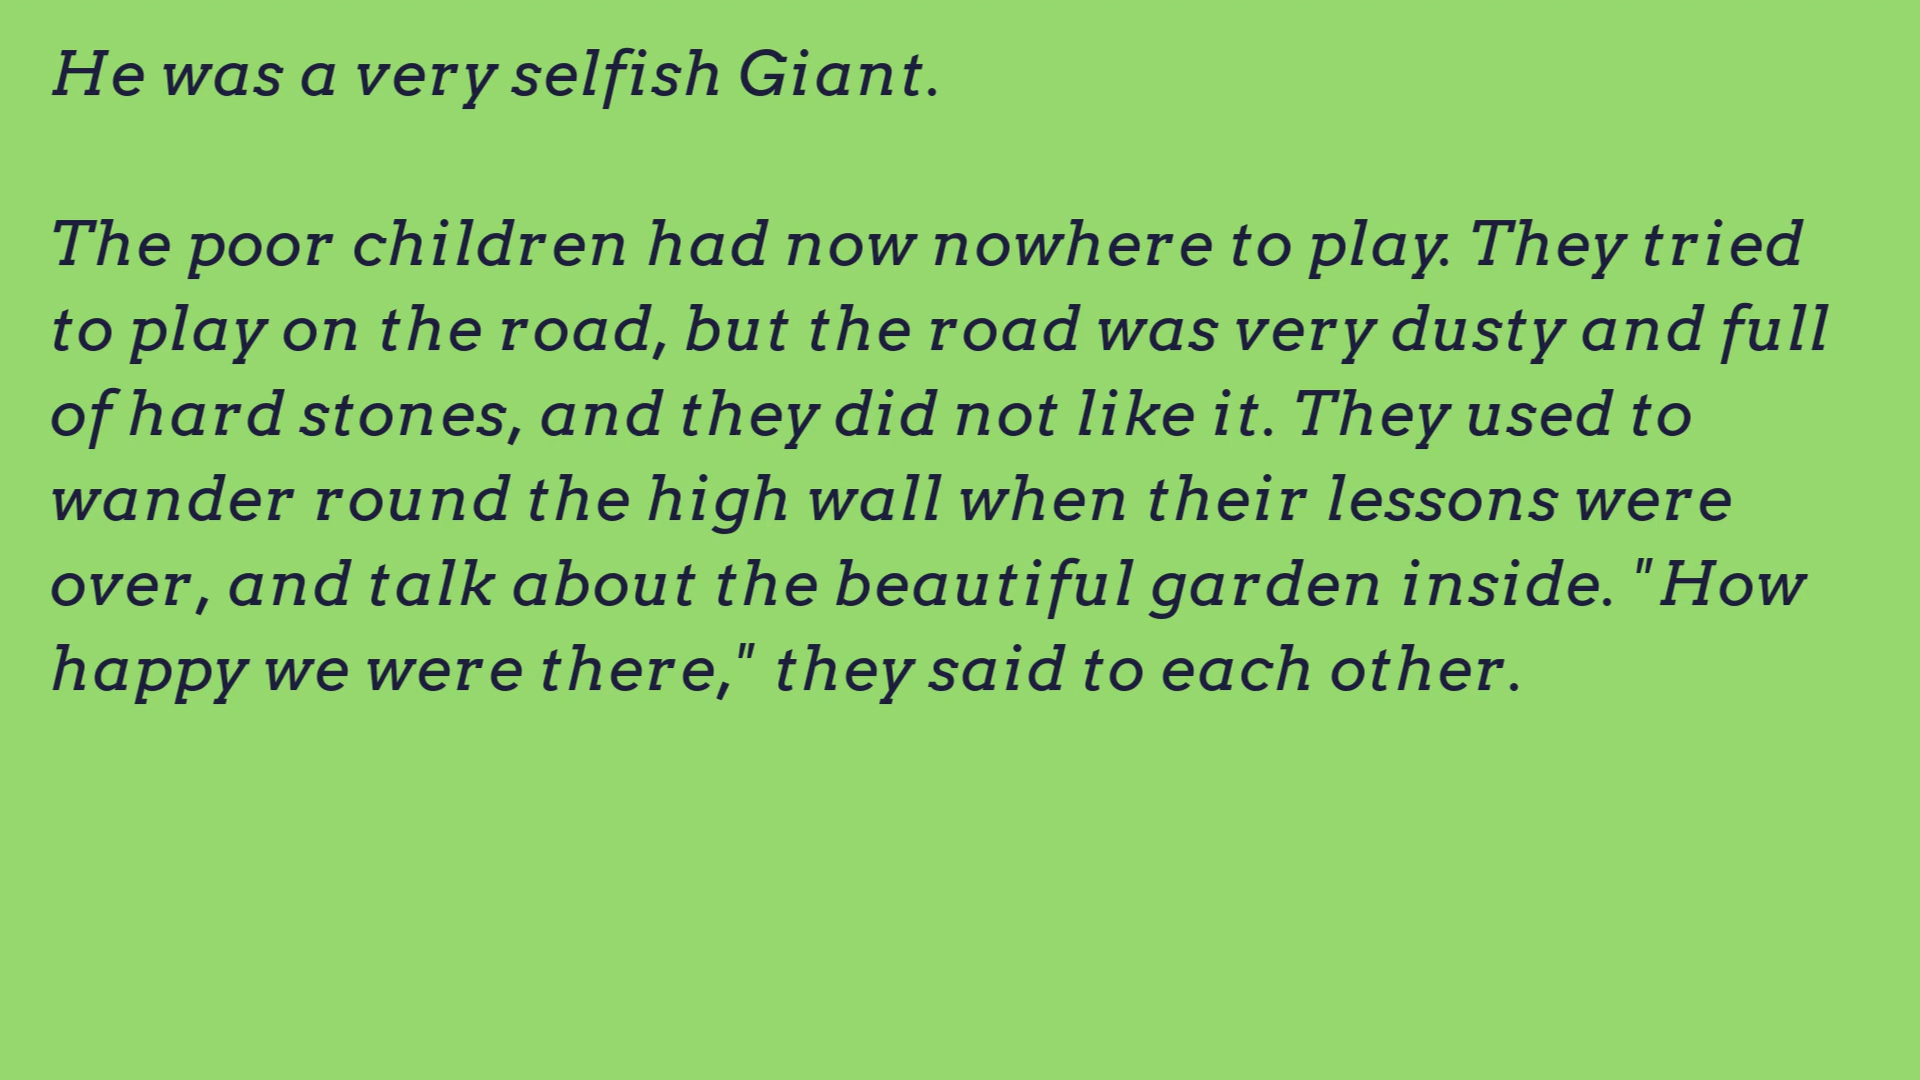 He was a very selfish Giant.
The poor children had now nowhere to play. They tried
to play on the road, but the road was very dusty and full
of hard stones, and they did not like it. They used to
wander round the high wall when their lessons were
over, and talk about the beautiful garden inside. "How
happy we were there," they said to each other.